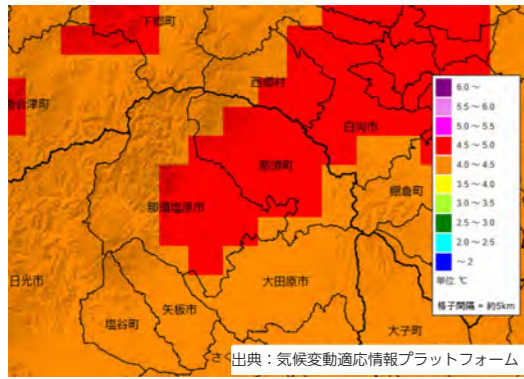 下郷町
西郷村
南会津町
白河市
那須町
棚倉町
那須塩原市
日光市
大田原市
矢板市
塩谷町
大子町
さく
6.0～
5.5～6.0
5.0～5.5
4.5～5.0
4.0～4.5
3.5～4.0
3.0～3.5
2.5～3.0
2.0～2.5
～2
単位: ℃
格子間隔 = 約5km
出典：気候変動適応情報プラットフォーム